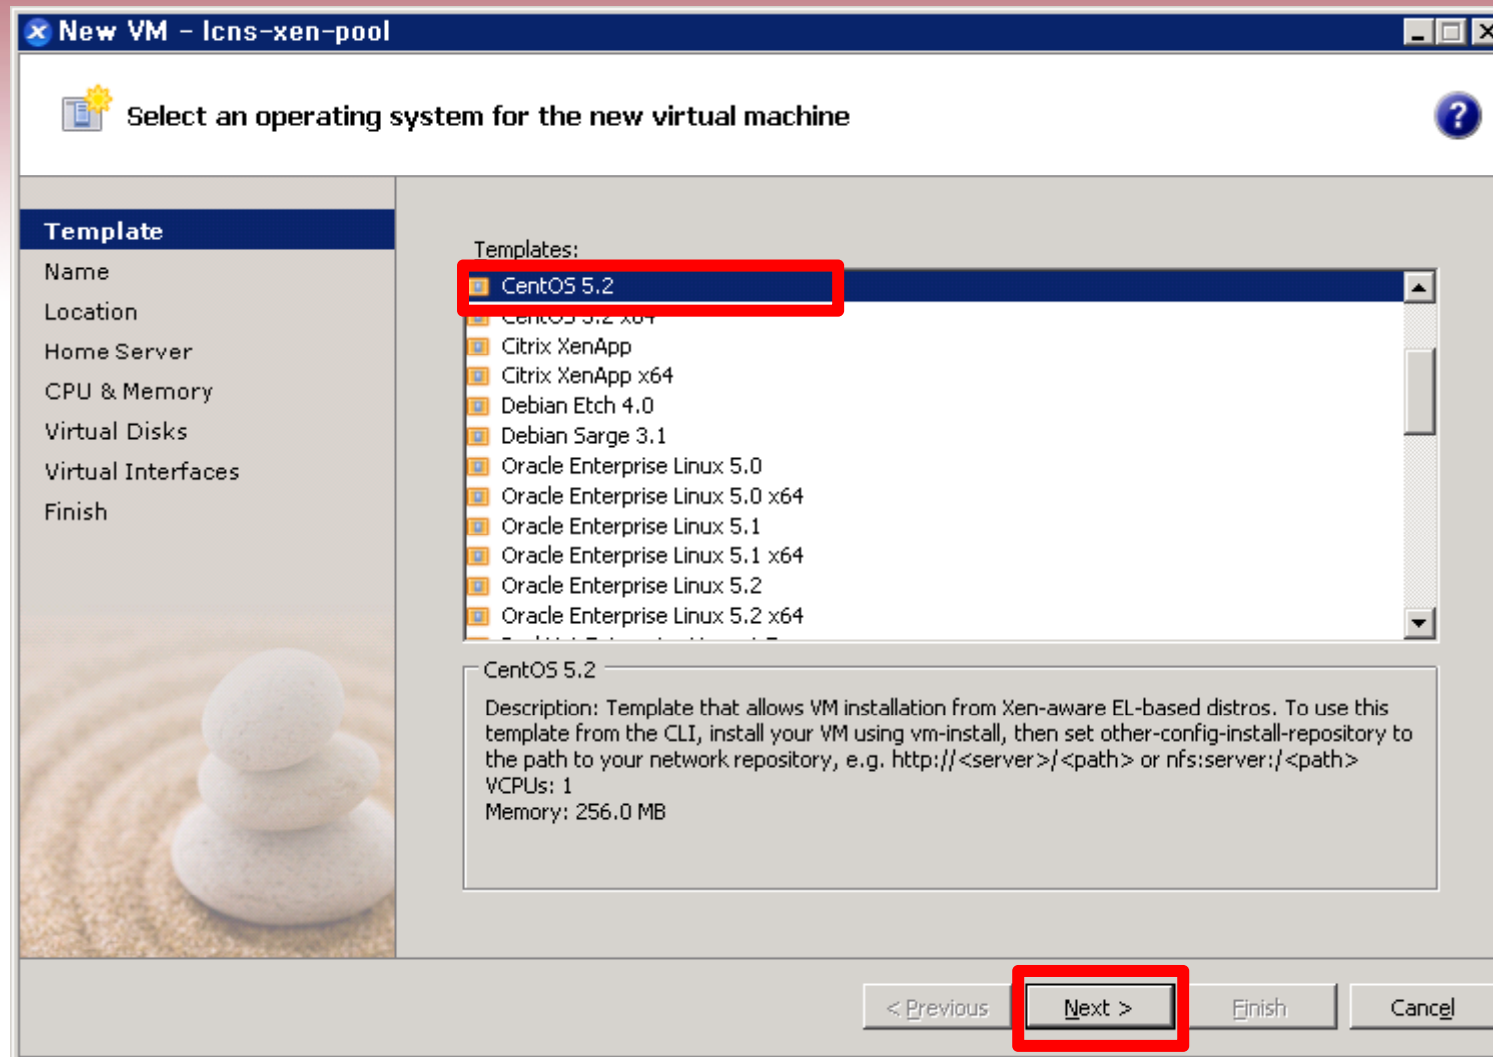 New VM - lcns-xen-pool
Select an operating system for the new virtual machine
Template
Name
Location
Home Server
CPU & Memory
Virtual Disks
Virtual Interfaces
Finish
Templates:
CentOS 5.2
CentOS 5.2 x64
Citrix XenApp
Citrix XenApp x64
Debian Etch 4.0
Debian Sarge 3.1
Oracle Enterprise Linux 5.0
Oracle Enterprise Linux 5.0 x64
Oracle Enterprise Linux 5.1
Oracle Enterprise Linux 5.1 x64
Oracle Enterprise Linux 5.2
Oracle Enterprise Linux 5.2 x64
CentOS 5.2
Description: Template that allows VM installation from Xen-aware EL-based distros. To use this
template from the CLI, install your VM using vm-install, then set other-config-install-repository to
the path to your network repository, e.g. http://<server>/<path> or nfs:server:/<path>
VCPUs: 1
Memory: 256.0 MB
< Previous
Next >
Finish
Cancel